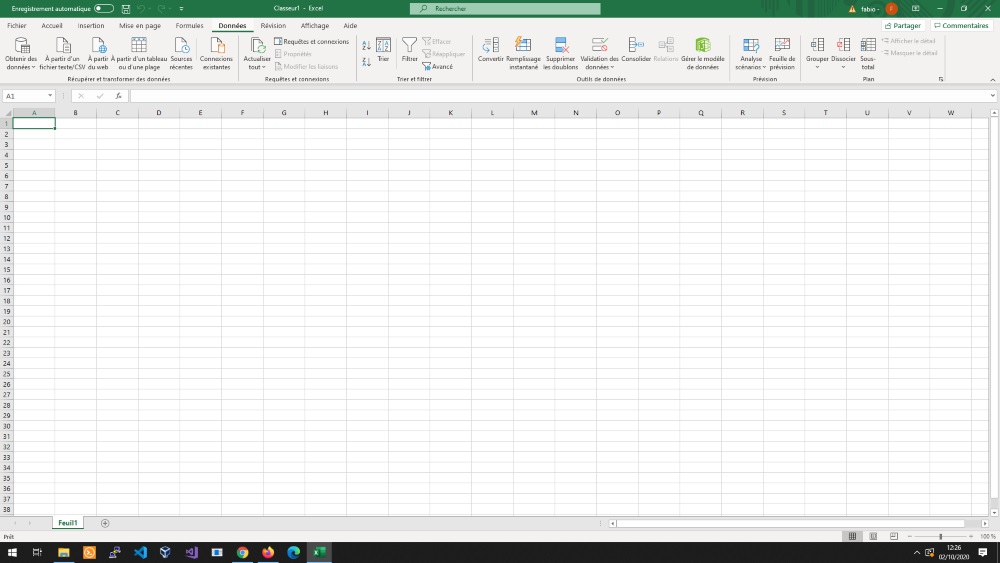 Enregistrement automatique
Classeur1 - Excel
Rechercher
fabio
Fichier Accueil Insertion Mise en page Formules Données Révision Affichage Aide
Partager
Commentaires
Obtenir des données
À partir d'un fichier texte/CSV
À partir du web
À partir d'un tableau ou d'une plage
Sources récentes
Connexions existantes
Récupérer et transformer des données
Actualiser tout
Requêtes et connexions
Propriétés
Modifier les liaisons
Requêtes et connexions
Trier
Filtrer
Effacer
Réappliquer
Avancé
Trier et filtrer
Convertir
Remplissage instantané
Supprimer les doublons
Validation des données
Consolider
Relations
Gérer le modèle de données
Outils de données
Analyse scénarios
Feuille de prévision
Prévision
Grouper
Dissocier
Sous-total
Afficher le détail
Masquer le détail
Plan
A1
fx
A B C D E F G H I J K L M N O P Q R S T U V W
1
2
3
4
5
6
7
8
9
10
11
12
13
14
15
16
17
18
19
20
21
22
23
24
25
26
27
28
29
30
31
32
33
34
35
36
37
38
Feuil1
Prêt
100 %
12:26
02/10/2020